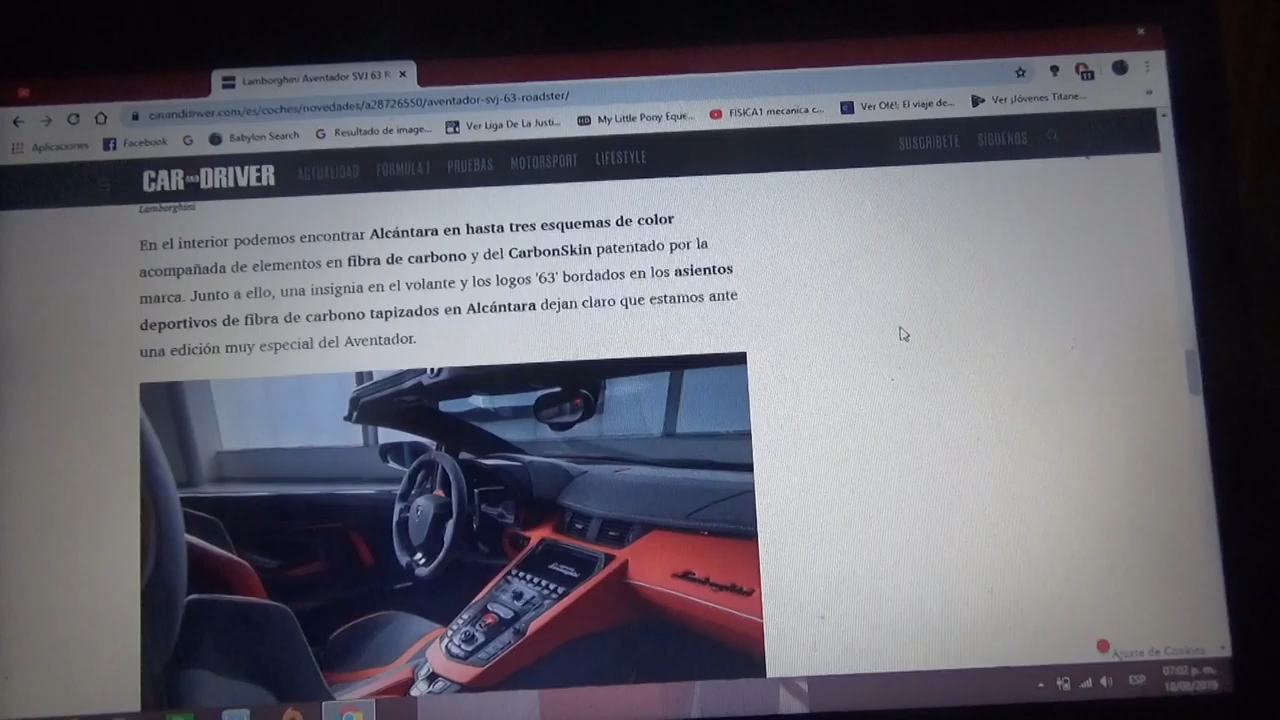 Lamborghini Aventador SVJ 63 R
caranddriver.com/es/coches/novedades/a28726550/aventador-svj-63-roadster/
Aplicaciones Facebook Babylon Search Resultado de image... Ver Liga De La Justi... My Little Pony Eque... FISICA1 mecanica c... Ver Olé!: El viaje de... Ver ¡Jóvenes Titane...
CAR AND DRIVER ACTUALIDAD FÓRMULA 1 PRUEBAS MOTORSPORT LIFESTYLE SUSCRÍBETE SÍGUENOS
Lamborghini
En el interior podemos encontrar Alcántara en hasta tres esquemas de color
acompañada de elementos en fibra de carbono y del CarbonSkin patentado por la
marca. Junto a ello, una insignia en el volante y los logos '63' bordados en los asientos
deportivos de fibra de carbono tapizados en Alcántara dejan claro que estamos ante
una edición muy especial del Aventador.
Lamborghini
Lamborghini
Ajuste de Cookies
ESP
07:02 p. m.